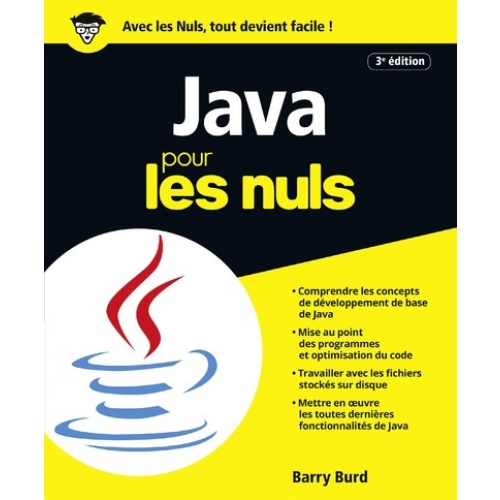 Avec les Nuls, tout devient facile !
3e édition
Java
pour
les nuls
• Comprendre les concepts
de développement de base
de Java
• Mise au point
des programmes
et optimisation du code
• Travailler avec les fichiers
stockés sur disque
• Mettre en œuvre
les toutes dernières
fonctionnalités de Java
Barry Burd